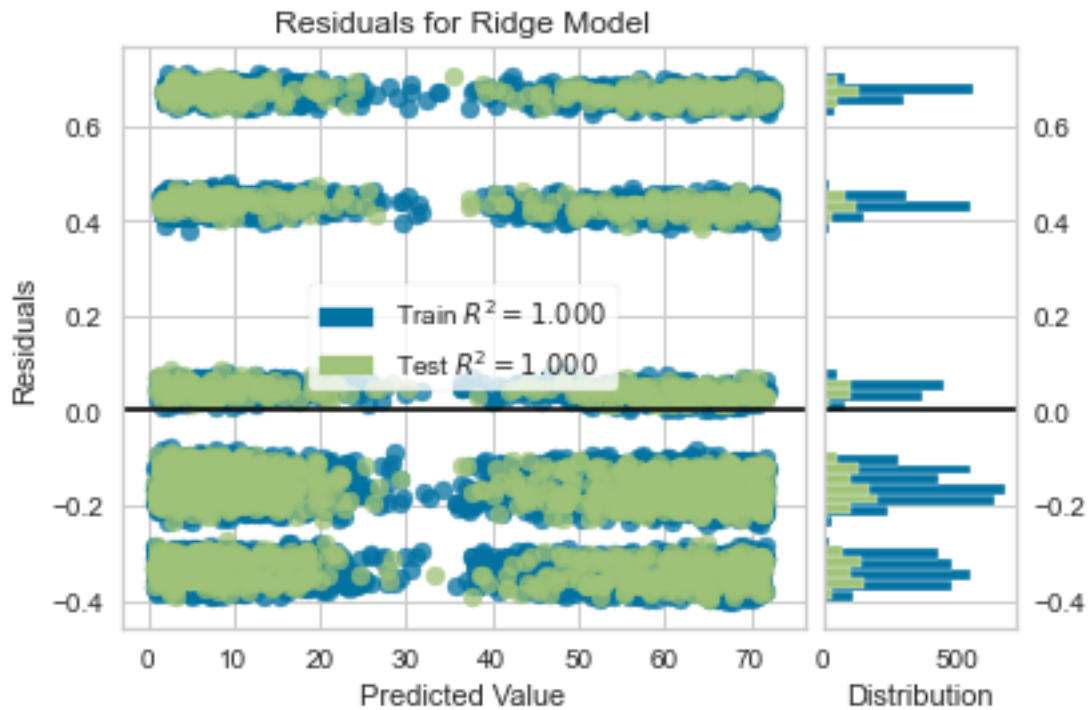 Residuals for Ridge Model
Residuals
0.6
0.4
0.2
0.0
−0.2
−0.4
Train R² = 1.000
Test R² = 1.000
0.6
0.4
0.2
0.0
−0.2
−0.4
0 10 20 30 40 50 60 70
0 500
Predicted Value
Distribution